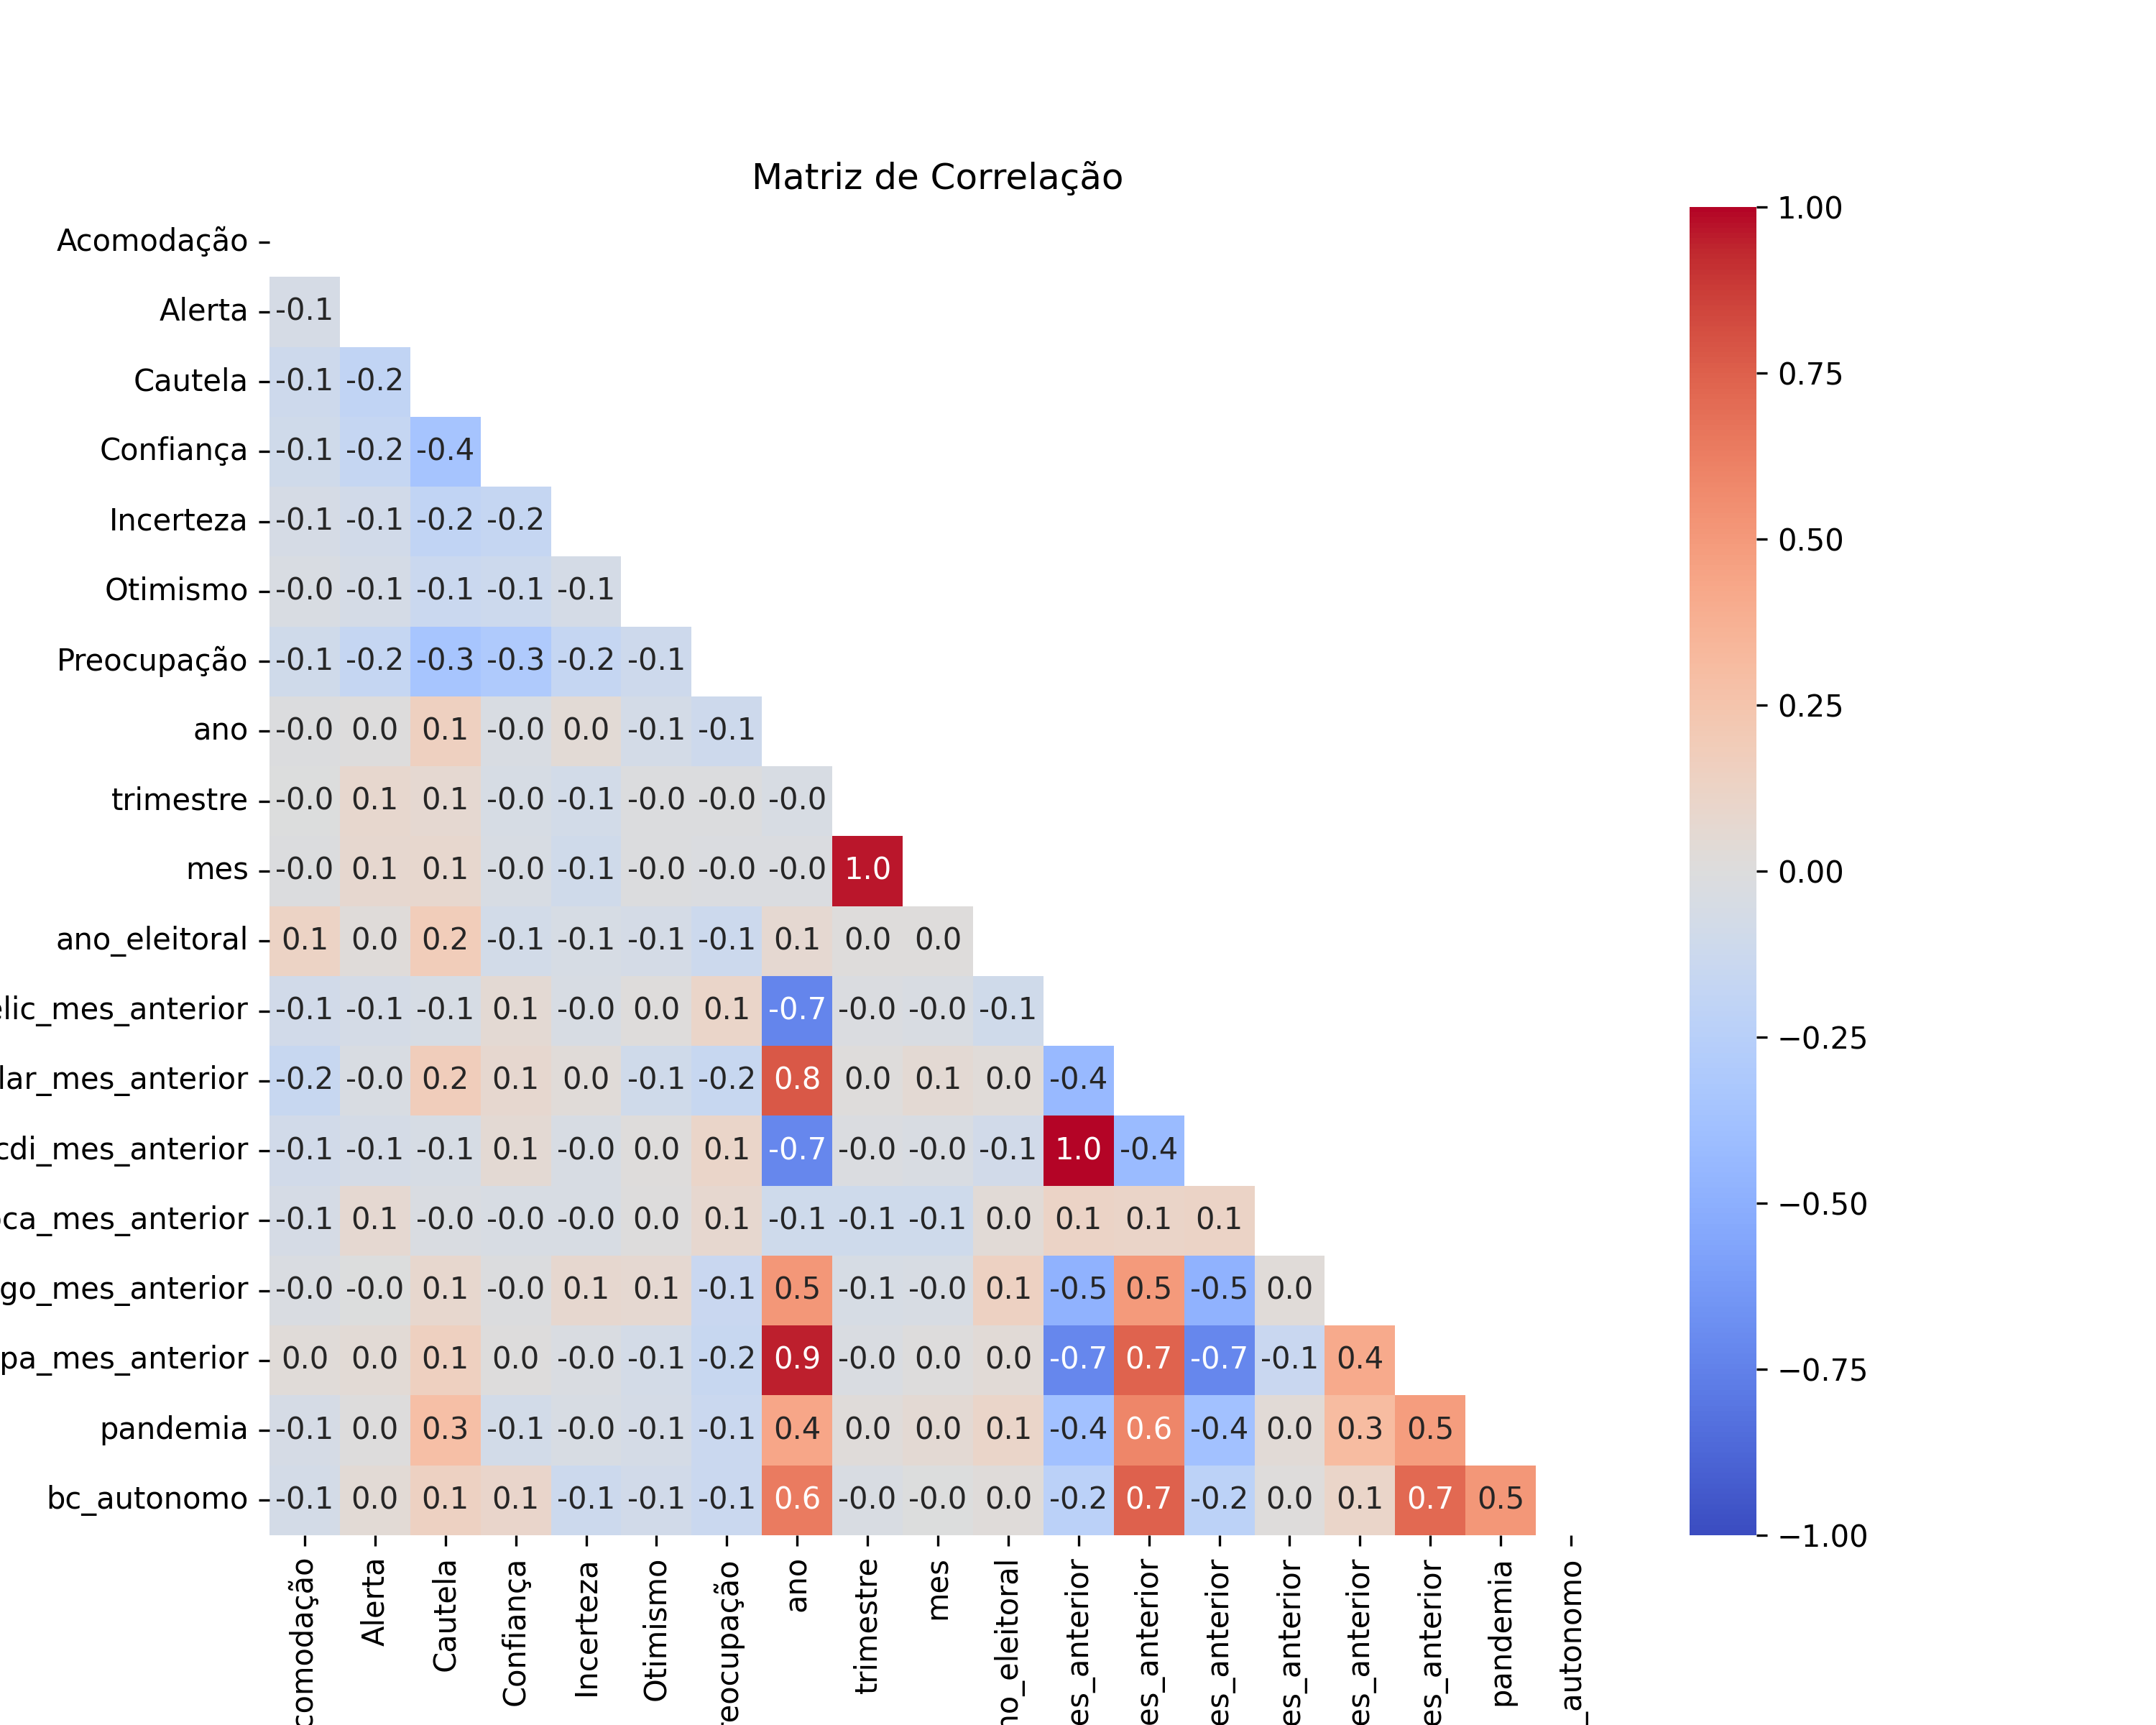 Matriz de Correlação
Acomodação
Alerta -0.1
Cautela -0.1 -0.2
Confiança -0.1 -0.2 -0.4
Incerteza -0.1 -0.1 -0.2 -0.2
Otimismo -0.0 -0.1 -0.1 -0.1 -0.1
Preocupação -0.1 -0.2 -0.3 -0.3 -0.2 -0.1
ano -0.0 0.0 0.1 -0.0 0.0 -0.1 -0.1
trimestre -0.0 0.1 0.1 -0.0 -0.1 -0.0 -0.0 -0.0
mes -0.0 0.1 0.1 -0.0 -0.1 -0.0 -0.0 -0.0 1.0
ano_eleitoral 0.1 0.0 0.2 -0.1 -0.1 -0.1 -0.1 0.1 0.0 0.0
elic_mes_anterior -0.1 -0.1 -0.1 0.1 -0.0 0.0 0.1 -0.7 -0.0 -0.0 -0.1
lar_mes_anterior -0.2 -0.0 0.2 0.1 0.0 -0.1 -0.2 0.8 0.0 0.1 0.0 -0.4
cdi_mes_anterior -0.1 -0.1 -0.1 0.1 -0.0 0.0 0.1 -0.7 -0.0 -0.0 -0.1 1.0 -0.4
ca_mes_anterior -0.1 0.1 -0.0 -0.0 -0.0 0.0 0.1 -0.1 -0.1 -0.1 0.0 0.1 0.1 0.1
go_mes_anterior -0.0 -0.0 0.1 -0.0 0.1 0.1 -0.1 0.5 -0.1 -0.0 0.1 -0.5 0.5 -0.5 0.0
pa_mes_anterior 0.0 0.0 0.1 0.0 -0.0 -0.1 -0.2 0.9 -0.0 0.0 0.0 -0.7 0.7 -0.7 -0.1 0.4
pandemia -0.1 0.0 0.3 -0.1 -0.0 -0.1 -0.1 0.4 0.0 0.0 0.1 -0.4 0.6 -0.4 0.0 0.3 0.5
bc_autonomo -0.1 0.0 0.1 0.1 -0.1 -0.1 -0.1 0.6 -0.0 -0.0 0.0 -0.2 0.7 -0.2 0.0 0.1 0.7 0.5
comodação
Alerta
Cautela
Confiança
Incerteza
Otimismo
reocupação
ano
trimestre
mes
no_eleitoral
es_anterior
es_anterior
es_anterior
es_anterior
es_anterior
es_anterior
pandemia
_autonomo
1.00
0.75
0.50
0.25
0.00
−0.25
−0.50
−0.75
−1.00